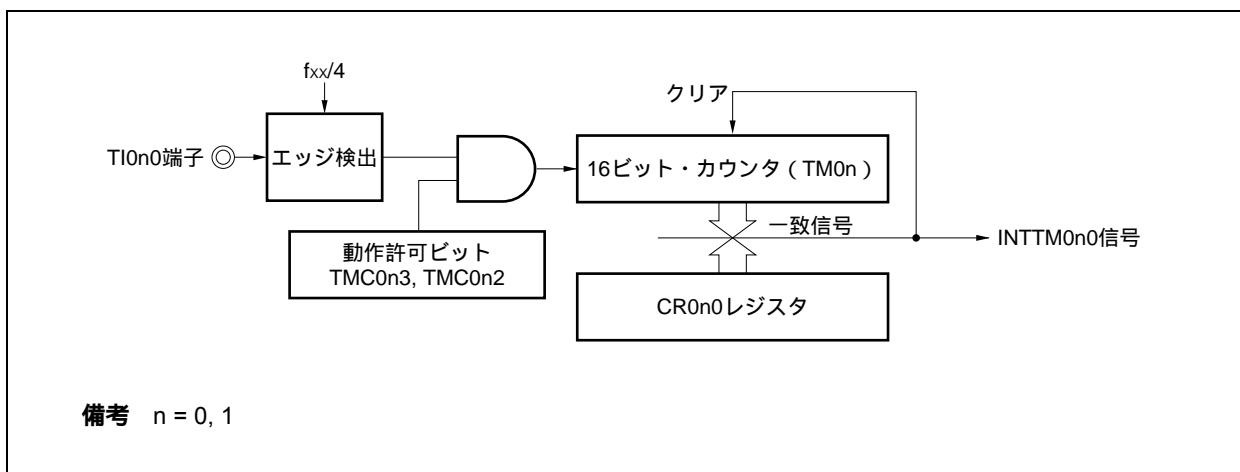 fxx/4
クリア
TI0n0端子
エッジ検出
16ビット・カウンタ（TM0n）
一致信号
INTTM0n0信号
動作許可ビット
TMC0n3, TMC0n2
CR0n0レジスタ
備考 n = 0, 1